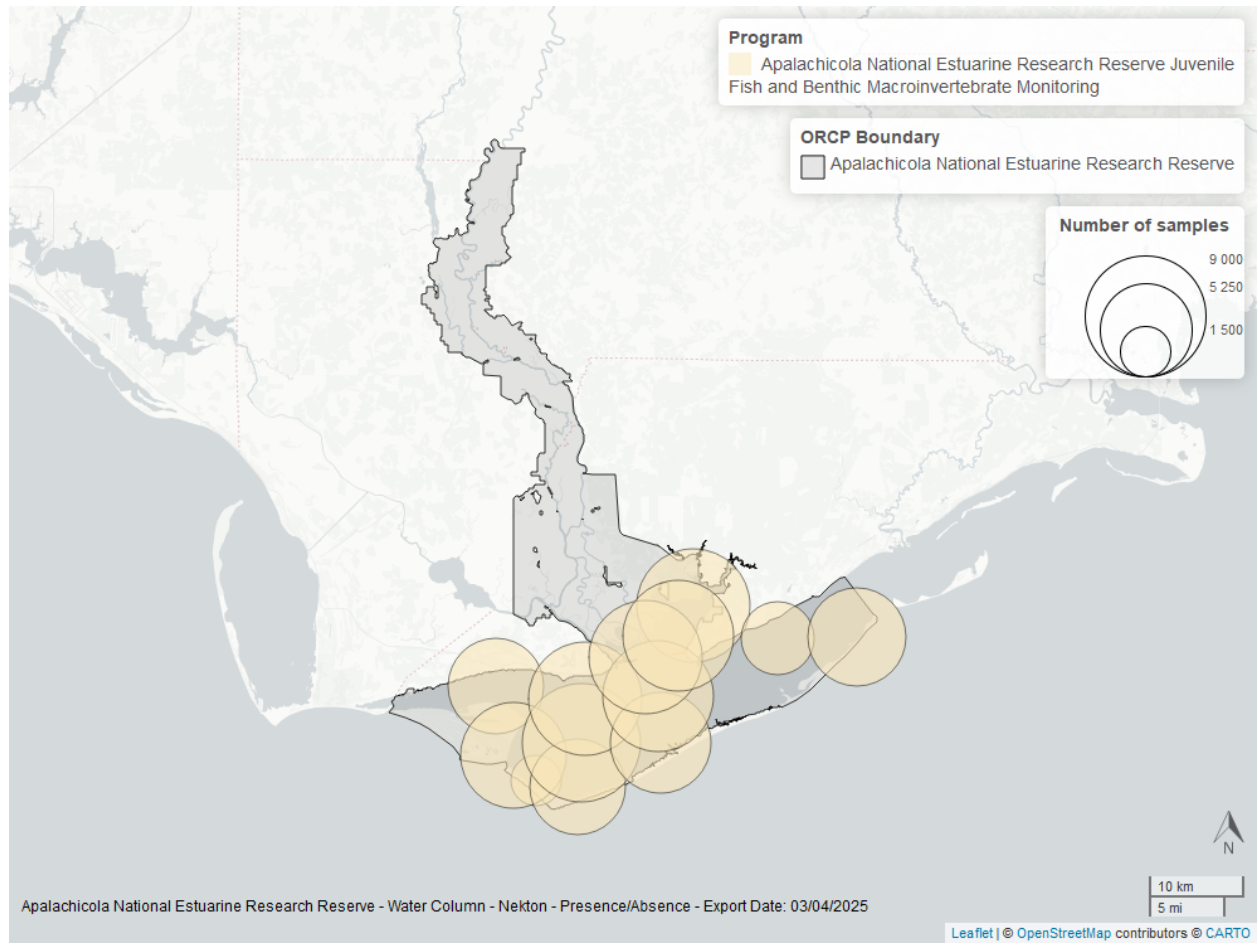 Program
Apalachicola National Estuarine Research Reserve Juvenile
Fish and Benthic Macroinvertebrate Monitoring
ORCP Boundary
Apalachicola National Estuarine Research Reserve
Number of samples
9 000
5 250
1 500
N
10 km
5 mi
Apalachicola National Estuarine Research Reserve - Water Column - Nekton - Presence/Absence - Export Date: 03/04/2025
Leaflet | © OpenStreetMap contributors © CARTO